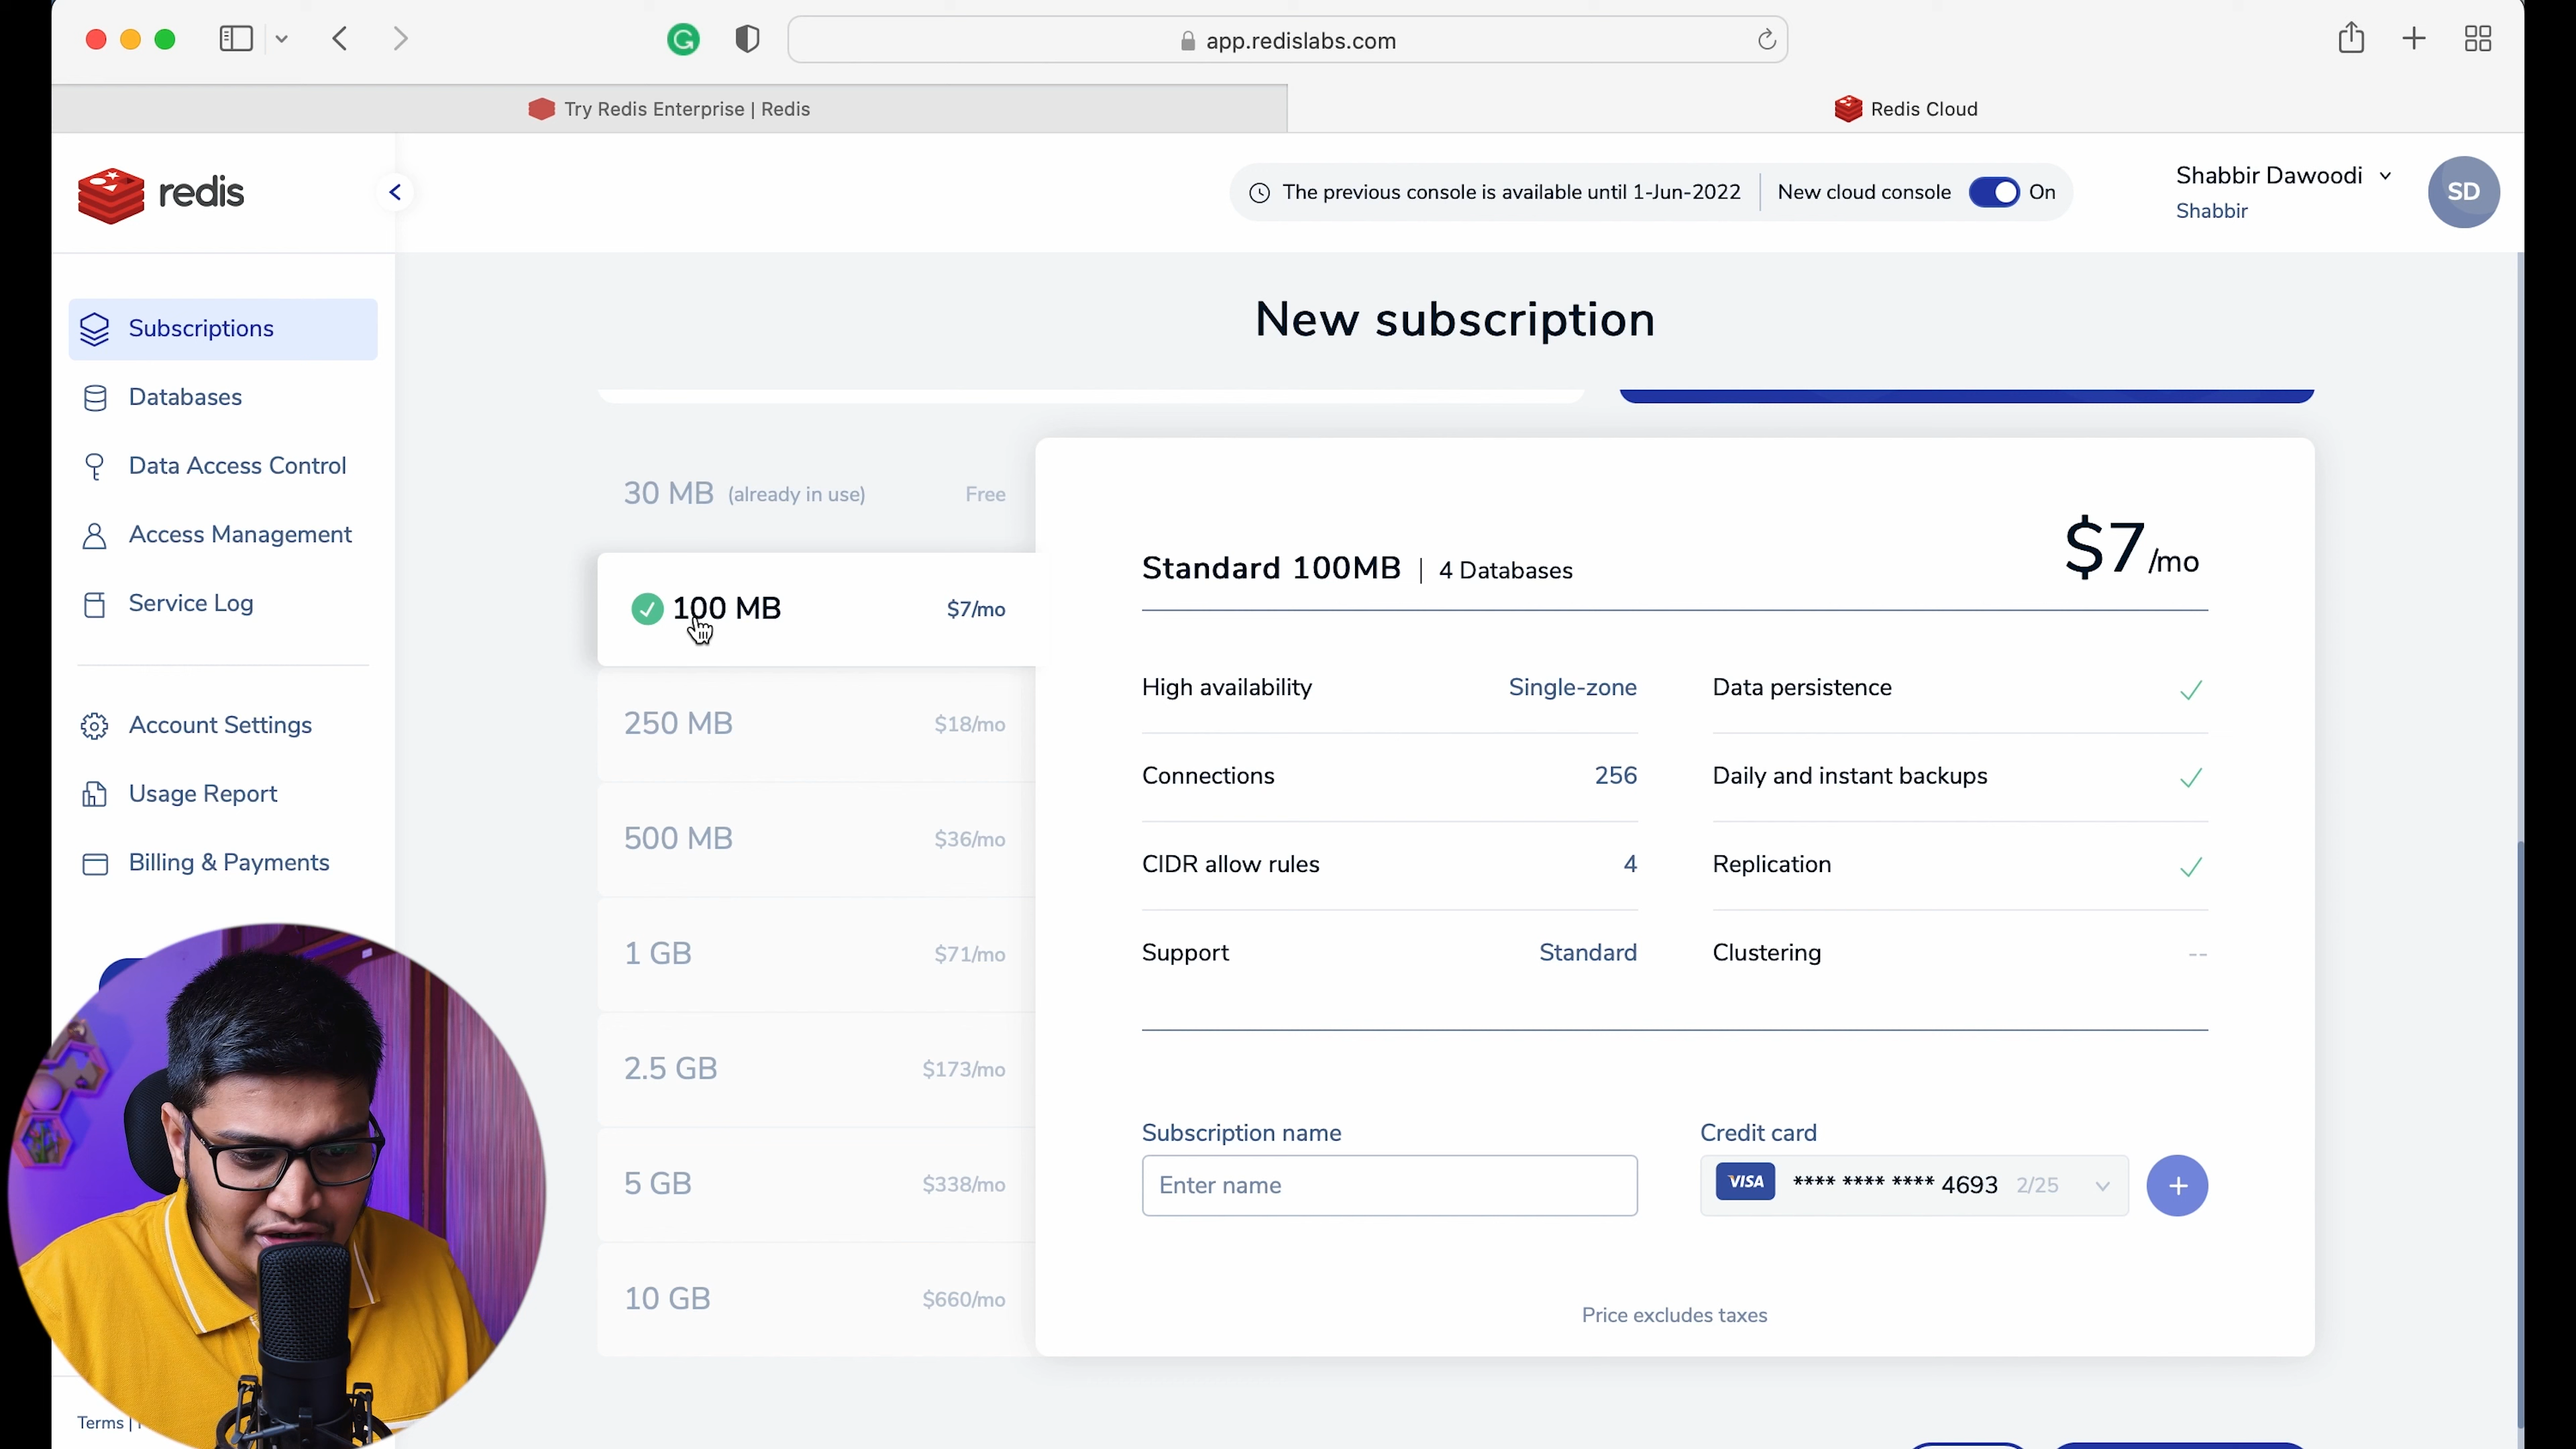 app.redislabs.com
Try Redis Enterprise | Redis
Redis Cloud
redis
The previous console is available until 1-Jun-2022
New cloud console
On
Shabbir Dawoodi
Shabbir
SD
Subscriptions
Databases
Data Access Control
Access Management
Service Log
Account Settings
Usage Report
Billing & Payments
Terms |
New subscription
30 MB (already in use) Free
100 MB $7/mo
250 MB $18/mo
500 MB $36/mo
1 GB $71/mo
2.5 GB $173/mo
5 GB $338/mo
10 GB $660/mo
Standard 100MB | 4 Databases
$7/mo
High availability Single-zone
Data persistence
Connections 256
Daily and instant backups
CIDR allow rules 4
Replication
Support Standard
Clustering --
Subscription name
Enter name
Credit card
VISA **** **** **** 4693 2/25
Price excludes taxes